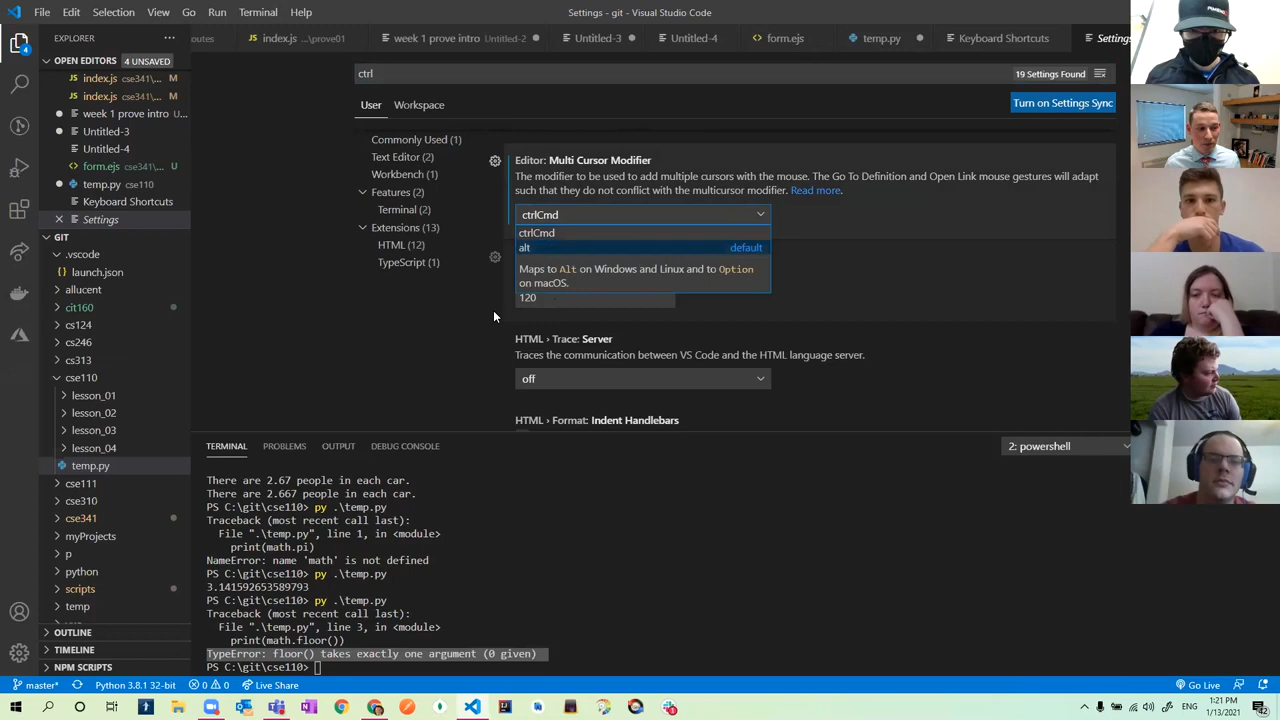 File Edit Selection View Go Run Terminal Help
Settings - git - Visual Studio Code
EXPLORER
outes
index.js ...\prove01
week 1 prove intro Untitled-2
Untitled-3
Untitled-4
form.ejs
temp.py
Keyboard Shortcuts
Settings
OPEN EDITORS 4 UNSAVED
index.js cse341\... M
index.js cse341\... M
week 1 prove intro U...
Untitled-3
Untitled-4
form.ejs cse341\... U
temp.py cse110
Keyboard Shortcuts
Settings
GIT
.vscode
launch.json
allucent
cit160
cs124
cs246
cs313
cse110
lesson_01
lesson_02
lesson_03
lesson_04
temp.py
cse111
cse310
cse341
myProjects
p
python
scripts
temp
OUTLINE
TIMELINE
NPM SCRIPTS
ctrl
19 Settings Found
User Workspace
Turn on Settings Sync
Commonly Used (1)
Text Editor (2)
Workbench (1)
Features (2)
Terminal (2)
Extensions (13)
HTML (12)
TypeScript (1)
Editor: Multi Cursor Modifier
The modifier to be used to add multiple cursors with the mouse. The Go To Definition and Open Link mouse gestures will adapt
such that they do not conflict with the multicursor modifier. Read more.
ctrlCmd
ctrlCmd
alt default
Maps to Alt on Windows and Linux and to Option
on macOS.
120
HTML › Trace: Server
Traces the communication between VS Code and the HTML language server.
off
HTML › Format: Indent Handlebars
TERMINAL PROBLEMS OUTPUT DEBUG CONSOLE
2: powershell
There are 2.67 people in each car.
There are 2.667 people in each car.
PS C:\git\cse110> py .\temp.py
Traceback (most recent call last):
File ".\temp.py", line 1, in <module>
print(math.pi)
NameError: name 'math' is not defined
PS C:\git\cse110> py .\temp.py
3.141592653589793
PS C:\git\cse110> py .\temp.py
Traceback (most recent call last):
File ".\temp.py", line 3, in <module>
print(math.floor())
TypeError: floor() takes exactly one argument (0 given)
PS C:\git\cse110>
master* Python 3.8.1 32-bit 0 0 Live Share
Go Live
ENG
1:21 PM
1/13/2021
42